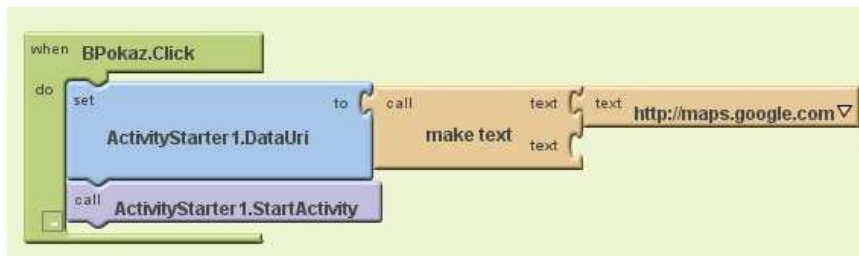 when BPokaz.Click
do
set to
ActivityStarter1.DataUri
call text
make text
text
text http://maps.google.com
call ActivityStarter1.StartActivity